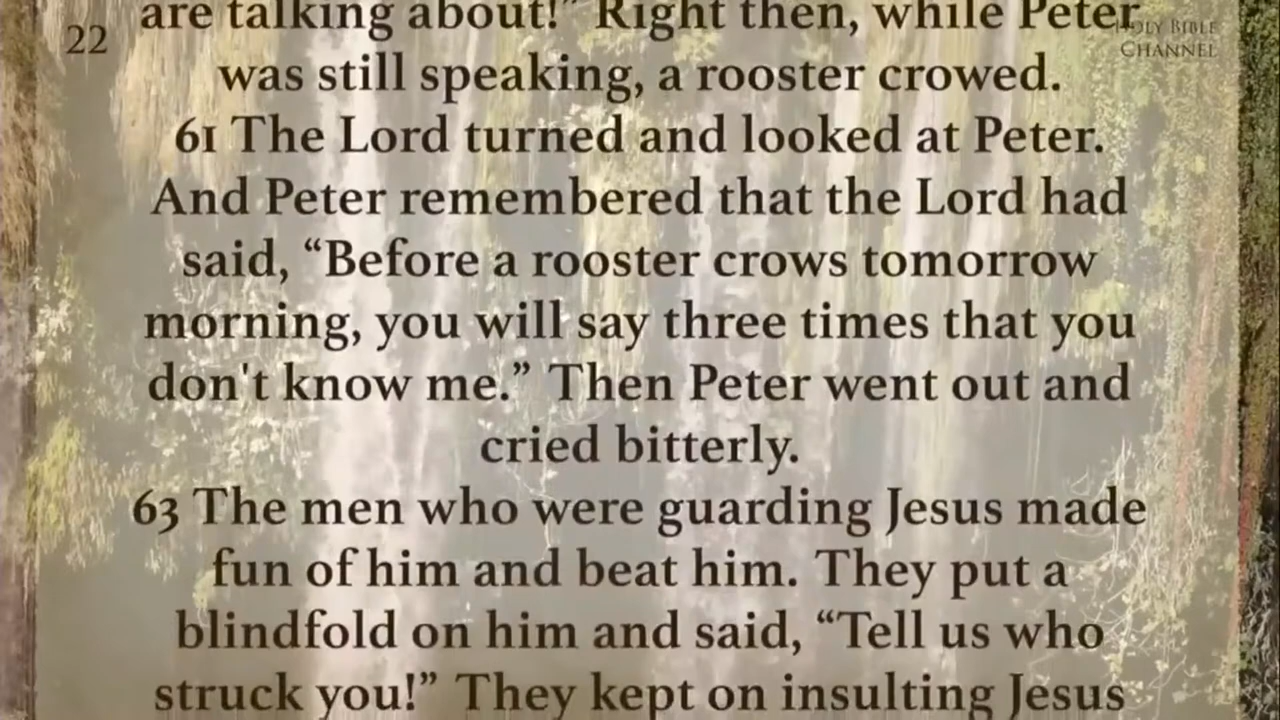 22
HOLY BIBLE
CHANNEL
are talking about!” Right then, while Peter
was still speaking, a rooster crowed.
61 The Lord turned and looked at Peter.
And Peter remembered that the Lord had
said, “Before a rooster crows tomorrow
morning, you will say three times that you
don't know me.” Then Peter went out and
cried bitterly.
63 The men who were guarding Jesus made
fun of him and beat him. They put a
blindfold on him and said, “Tell us who
struck you!” They kept on insulting Jesus